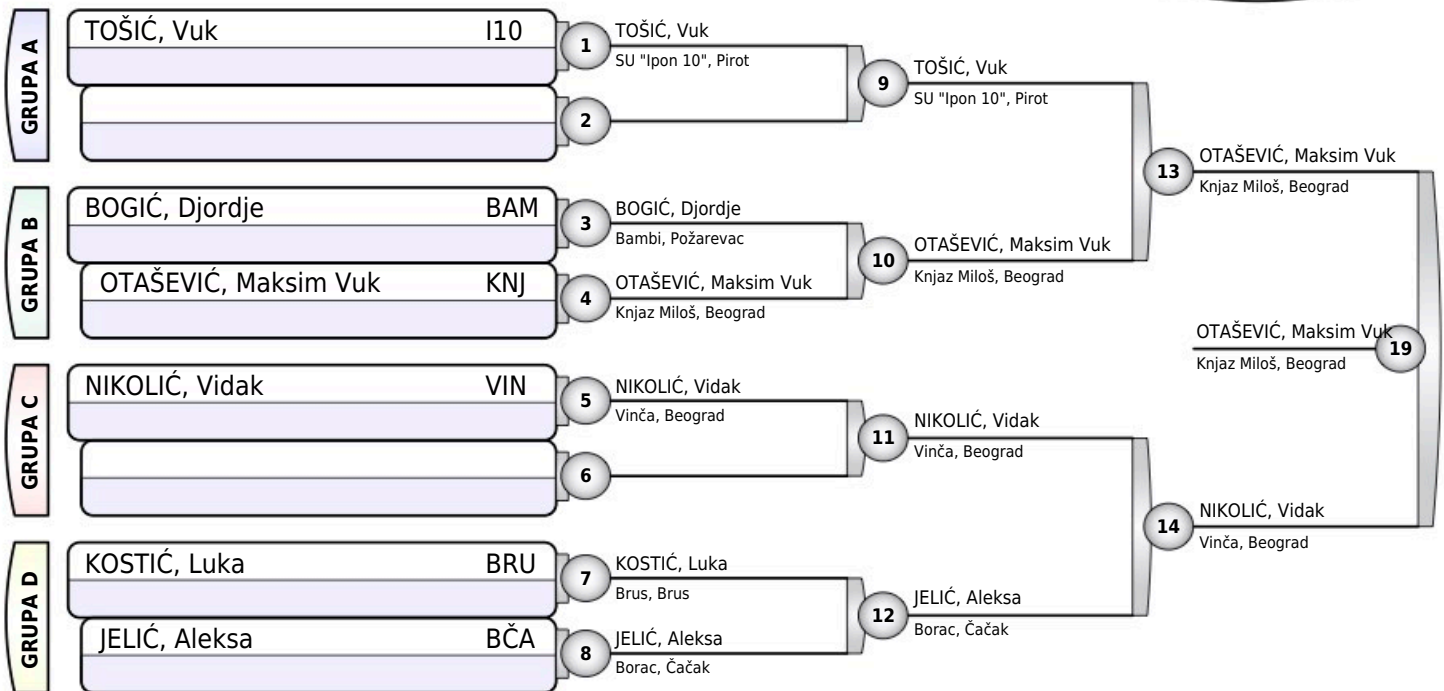 GRUPA A
TOŠIĆ, Vuk I10
1
TOŠIĆ, Vuk
SU "Ipon 10", Pirot
2
9
TOŠIĆ, Vuk
SU "Ipon 10", Pirot
GRUPA B
BOGIĆ, Djordje BAM
3
BOGIĆ, Djordje
Bambi, Požarevac
OTAŠEVIĆ, Maksim Vuk KNJ
4
OTAŠEVIĆ, Maksim Vuk
Knjaz Miloš, Beograd
10
OTAŠEVIĆ, Maksim Vuk
Knjaz Miloš, Beograd
13
OTAŠEVIĆ, Maksim Vuk
Knjaz Miloš, Beograd
OTAŠEVIĆ, Maksim Vuk
Knjaz Miloš, Beograd
19
GRUPA C
NIKOLIĆ, Vidak VIN
5
NIKOLIĆ, Vidak
Vinča, Beograd
6
11
NIKOLIĆ, Vidak
Vinča, Beograd
14
NIKOLIĆ, Vidak
Vinča, Beograd
GRUPA D
KOSTIĆ, Luka BRU
7
KOSTIĆ, Luka
Brus, Brus
JELIĆ, Aleksa BČA
8
JELIĆ, Aleksa
Borac, Čačak
12
JELIĆ, Aleksa
Borac, Čačak